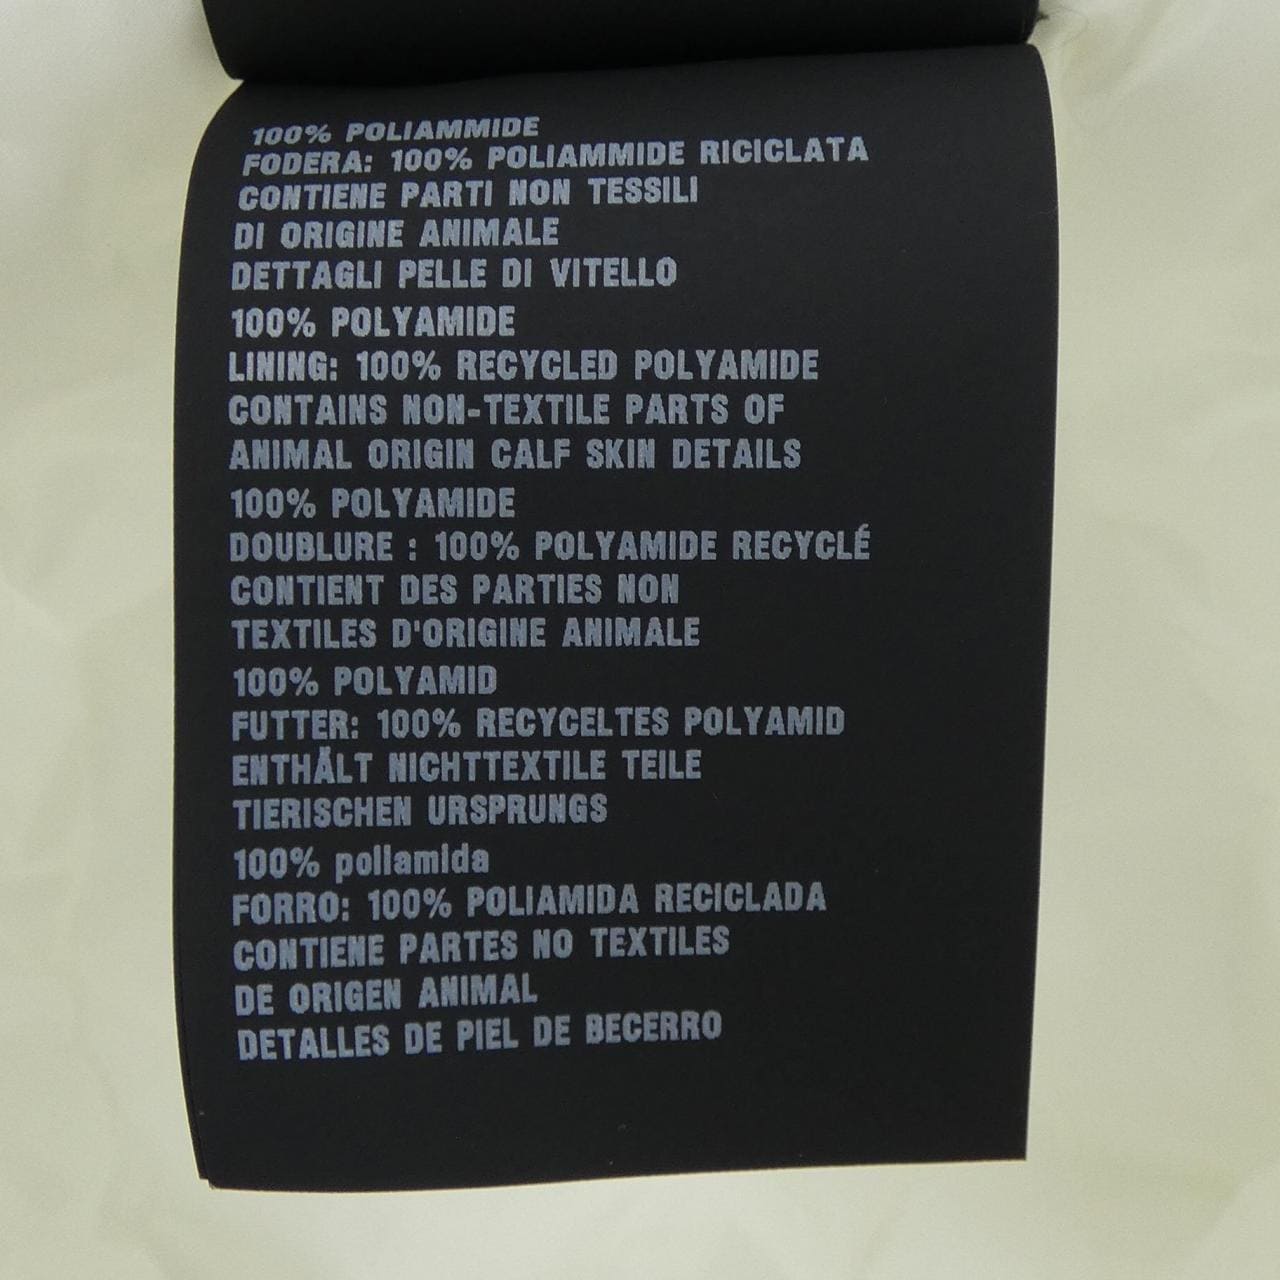 100% POLIAMMIDE
FODERA: 100% POLIAMMIDE RICICLATA
CONTIENE PARTI NON TESSILI
DI ORIGINE ANIMALE
DETTAGLI PELLE DI VITELLO
100% POLYAMIDE
LINING: 100% RECYCLED POLYAMIDE
CONTAINS NON-TEXTILE PARTS OF
ANIMAL ORIGIN CALF SKIN DETAILS
100% POLYAMIDE
DOUBLURE : 100% POLYAMIDE RECYCLÉ
CONTIENT DES PARTIES NON
TEXTILES D'ORIGINE ANIMALE
100% POLYAMID
FUTTER: 100% RECYCELTES POLYAMID
ENTHÄLT NICHTTEXTILE TEILE
TIERISCHEN URSPRUNGS
100% poliamida
FORRO: 100% POLIAMIDA RECICLADA
CONTIENE PARTES NO TEXTILES
DE ORIGEN ANIMAL
DETALLES DE PIEL DE BECERRO